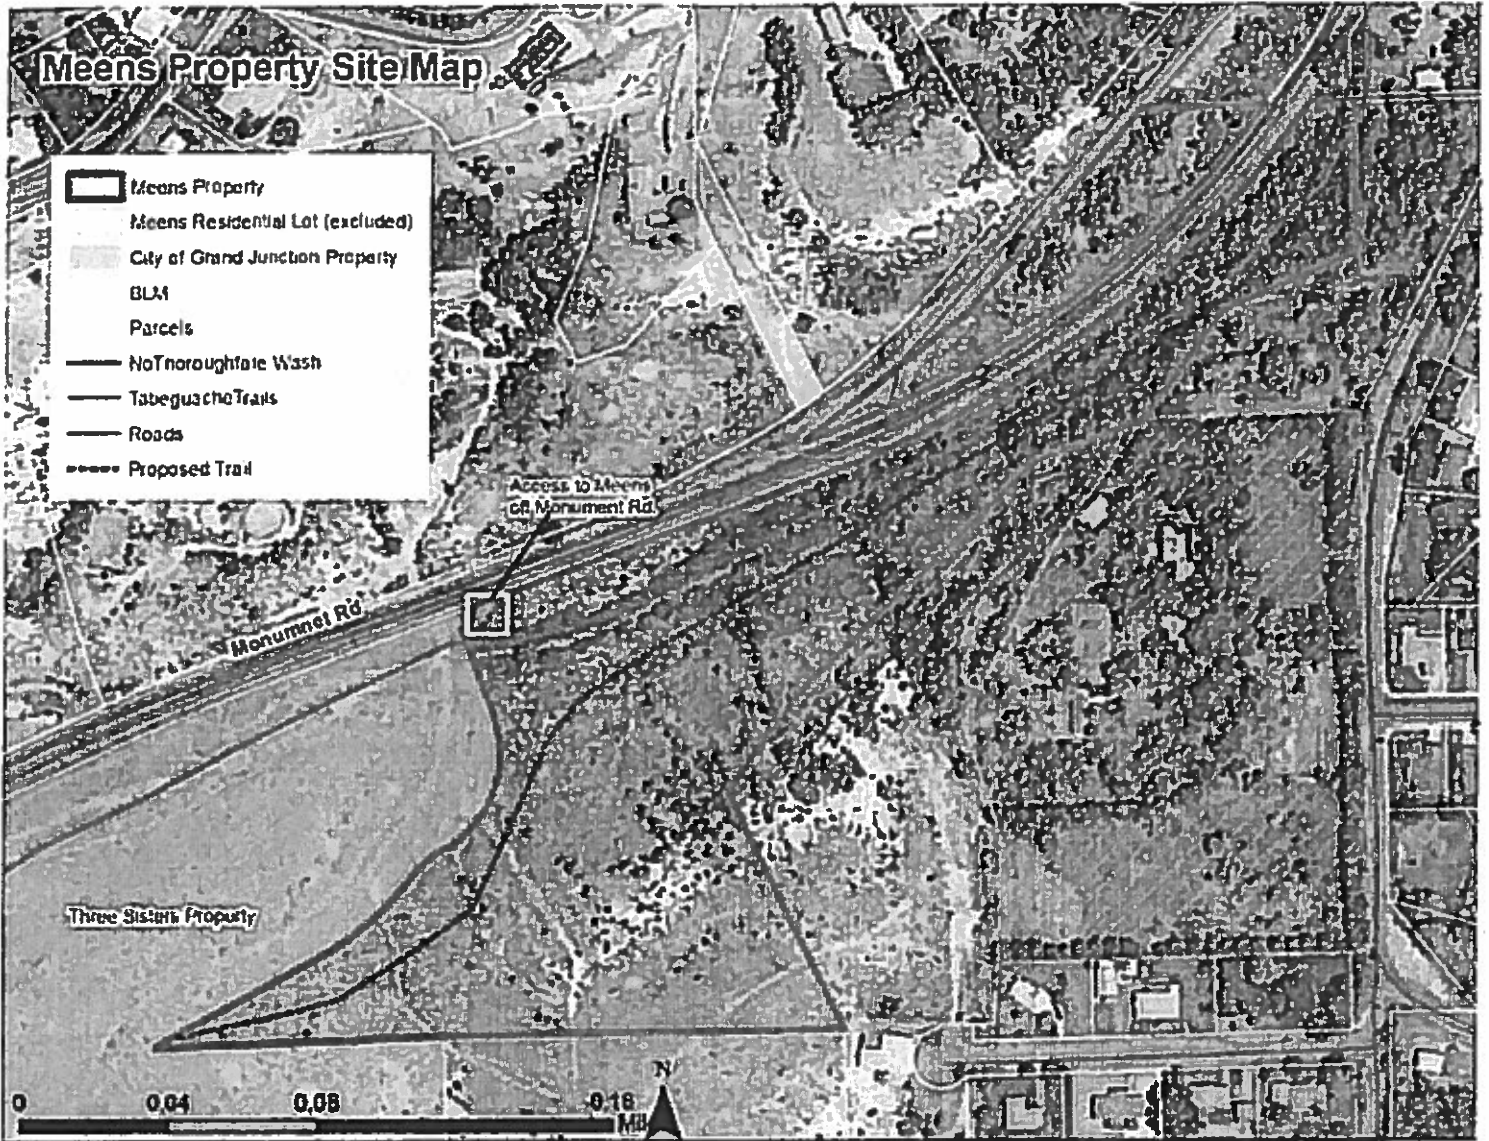 Meens Property Site Map
Meens Property
Meens Residential Lot (excluded)
City of Grand Junction Property
BLM
Parcels
NoThoroughfare Wash
TabeguacheTrails
Roads
Proposed Trail
Access to Meens
off Monument Rd.
Monumnet Rd
Three Sisters Property
0 0.04 0.08 0.16
N